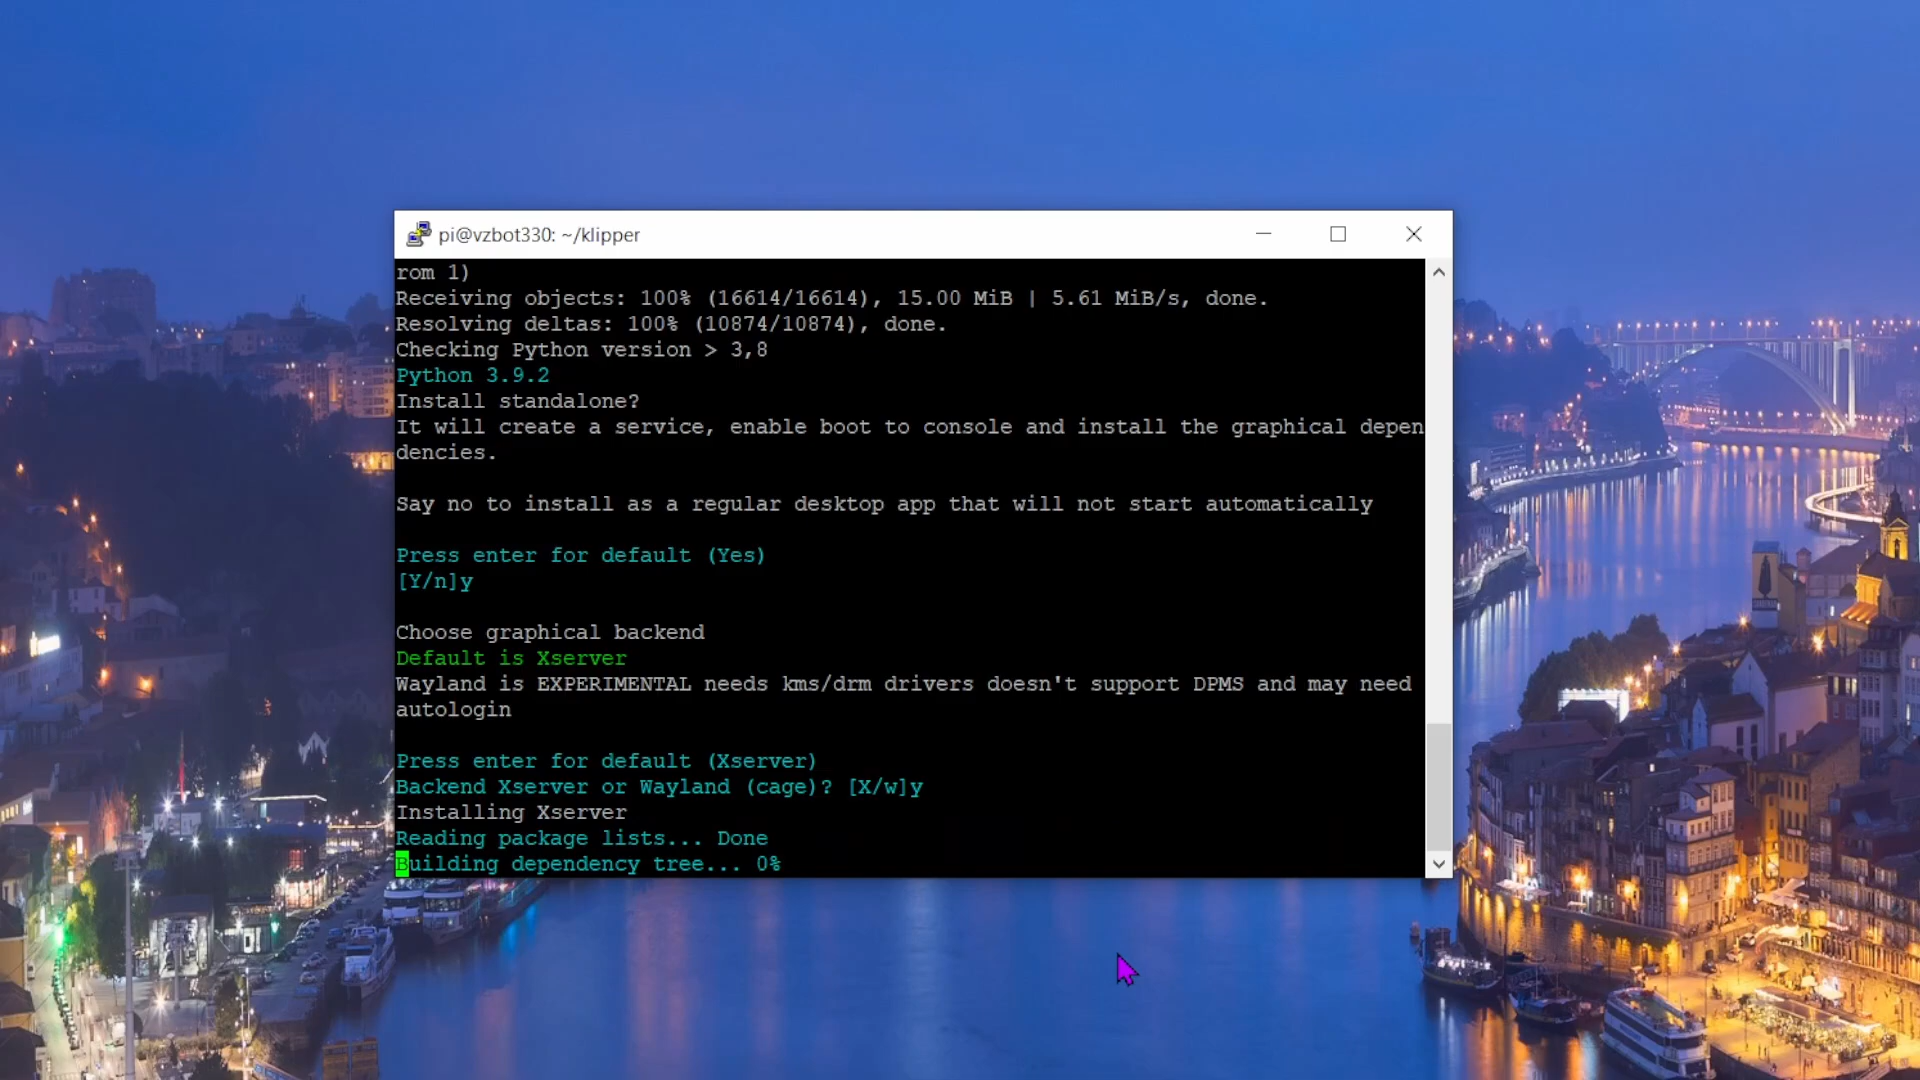 pi@vzbot330: ~/klipper
rom 1)
Receiving objects: 100% (16614/16614), 15.00 MiB | 5.61 MiB/s, done.
Resolving deltas: 100% (10874/10874), done.
Checking Python version > 3,8
Python 3.9.2
Install standalone?
It will create a service, enable boot to console and install the graphical depen
dencies.
Say no to install as a regular desktop app that will not start automatically
Press enter for default (Yes)
[Y/n]y
Choose graphical backend
Default is Xserver
Wayland is EXPERIMENTAL needs kms/drm drivers doesn't support DPMS and may need
autologin
Press enter for default (Xserver)
Backend Xserver or Wayland (cage)? [X/w]y
Installing Xserver
Reading package lists... Done
Building dependency tree... 0%